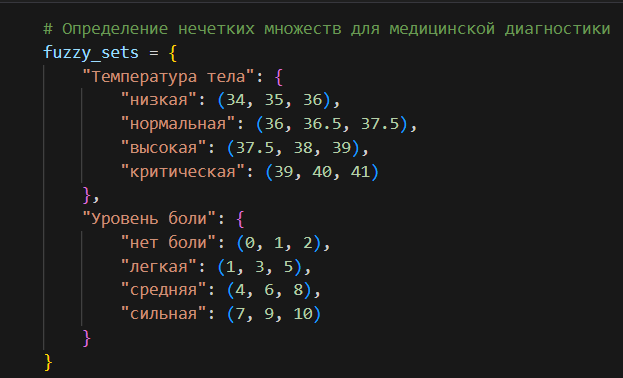 # Определение нечетких множеств для медицинской диагностики
fuzzy_sets = {
    "Температура тела": {
        "низкая": (34, 35, 36),
        "нормальная": (36, 36.5, 37.5),
        "высокая": (37.5, 38, 39),
        "критическая": (39, 40, 41)
    },
    "Уровень боли": {
        "нет боли": (0, 1, 2),
        "легкая": (1, 3, 5),
        "средняя": (4, 6, 8),
        "сильная": (7, 9, 10)
    }
}